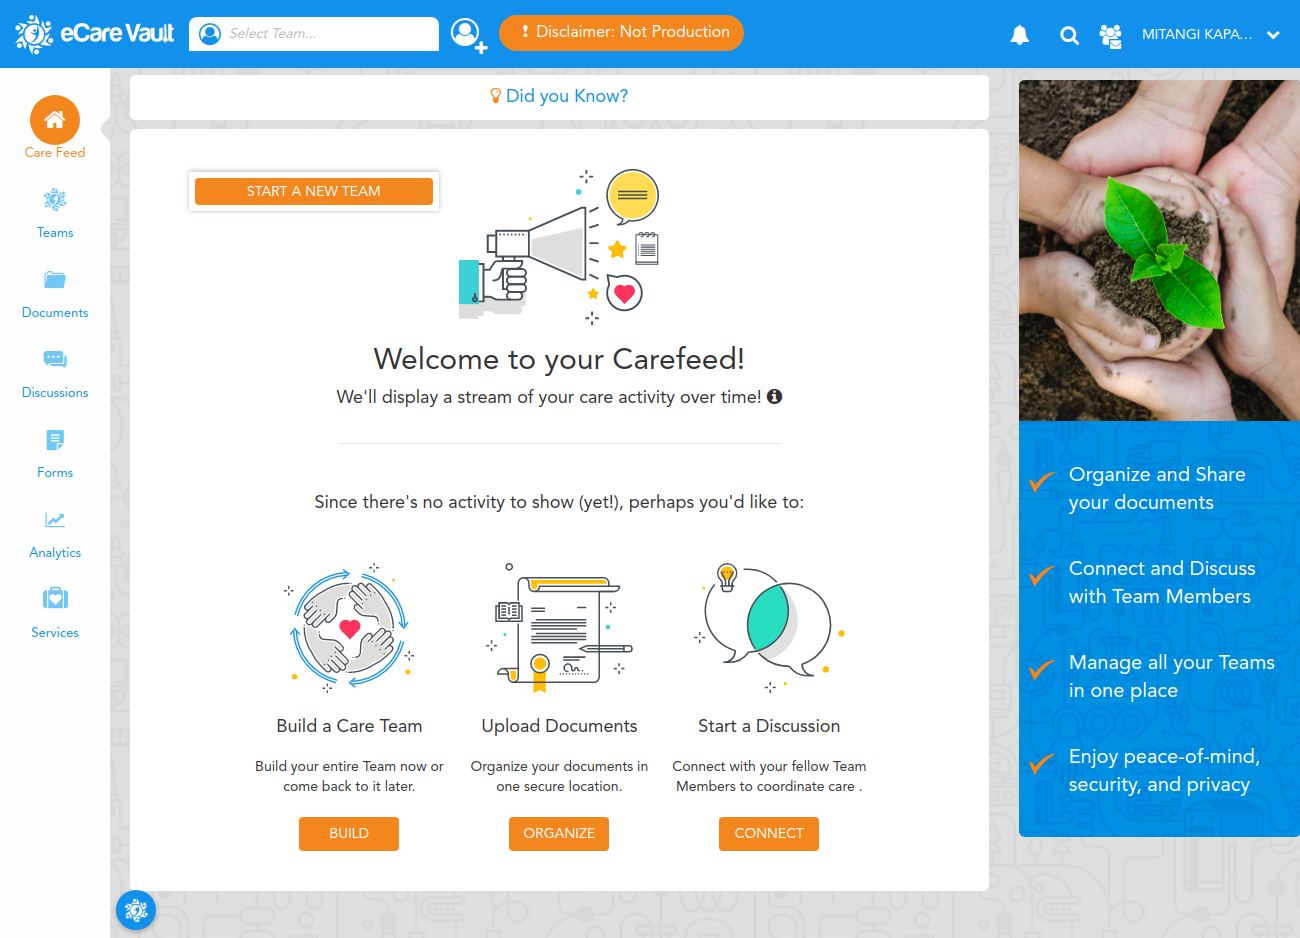 eCare Vault
Select Team...
! Disclaimer: Not Production
MITANGI KAPA...
Care Feed
Teams
Documents
Discussions
Forms
Analytics
Services
Did you Know?
START A NEW TEAM
Welcome to your Carefeed!
We'll display a stream of your care activity over time!
Since there's no activity to show (yet!), perhaps you'd like to:
Build a Care Team
Build your entire Team now or
come back to it later.
BUILD
Upload Documents
Organize your documents in
one secure location.
ORGANIZE
Start a Discussion
Connect with your fellow Team
Members to coordinate care .
CONNECT
Organize and Share
your documents
Connect and Discuss
with Team Members
Manage all your Teams
in one place
Enjoy peace-of-mind,
security, and privacy